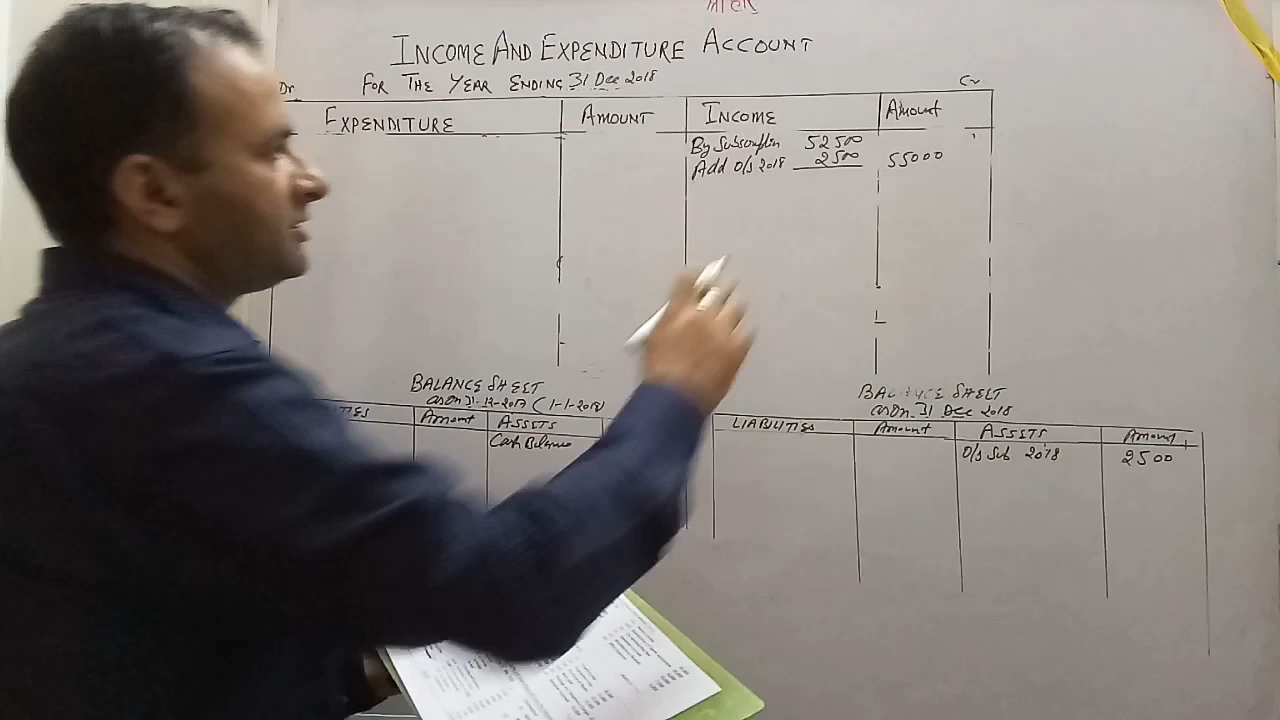 INCOME AND EXPENDITURE ACCOUNT
FOR THE YEAR ENDING 31 Dec 2018
Dr. Cr
EXPENDITURE AMOUNT INCOME Amount
By Subscription 52500
Add O/S 2018 2500 55000
BALANCE SHEET
as on 31-12-2017 (1-1-2018)
TIES Amount ASSETS
Cash Balance
BALANCE SHEET
as on 31 Dec 2018
LIABILITIES Amount ASSETS Amount
O/S Sub 2018 2500